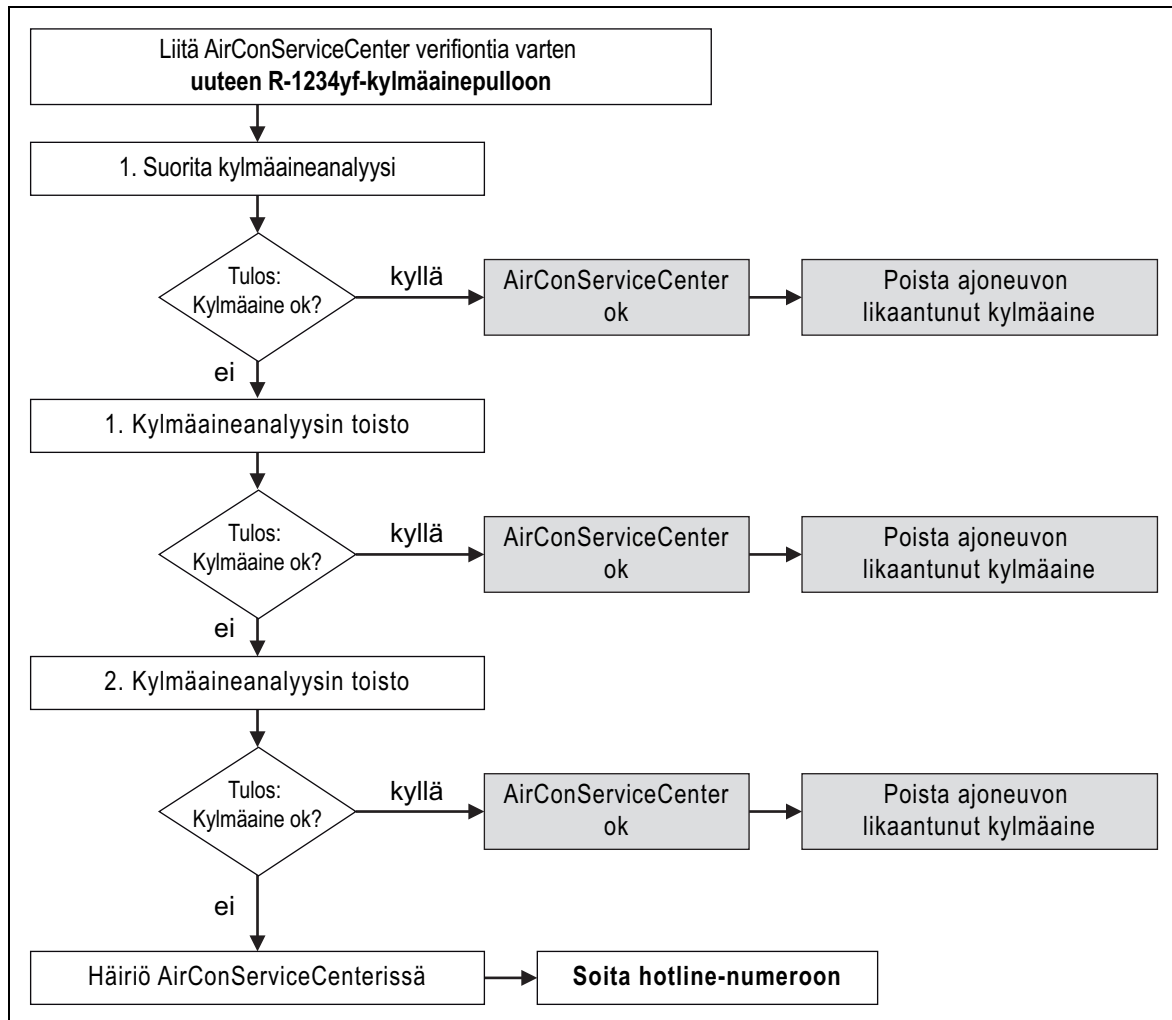 Liitä AirConServiceCenter verifiontia varten
uuteen R-1234yf-kylmäainepulloon
1. Suorita kylmäaineanalyysi
Tulos:
Kylmäaine ok?
kyllä
AirConServiceCenter
ok
Poista ajoneuvon
likaantunut kylmäaine
ei
1. Kylmäaineanalyysin toisto
Tulos:
Kylmäaine ok?
kyllä
AirConServiceCenter
ok
Poista ajoneuvon
likaantunut kylmäaine
ei
2. Kylmäaineanalyysin toisto
Tulos:
Kylmäaine ok?
kyllä
AirConServiceCenter
ok
Poista ajoneuvon
likaantunut kylmäaine
ei
Häiriö AirConServiceCenterissä
Soita hotline-numeroon